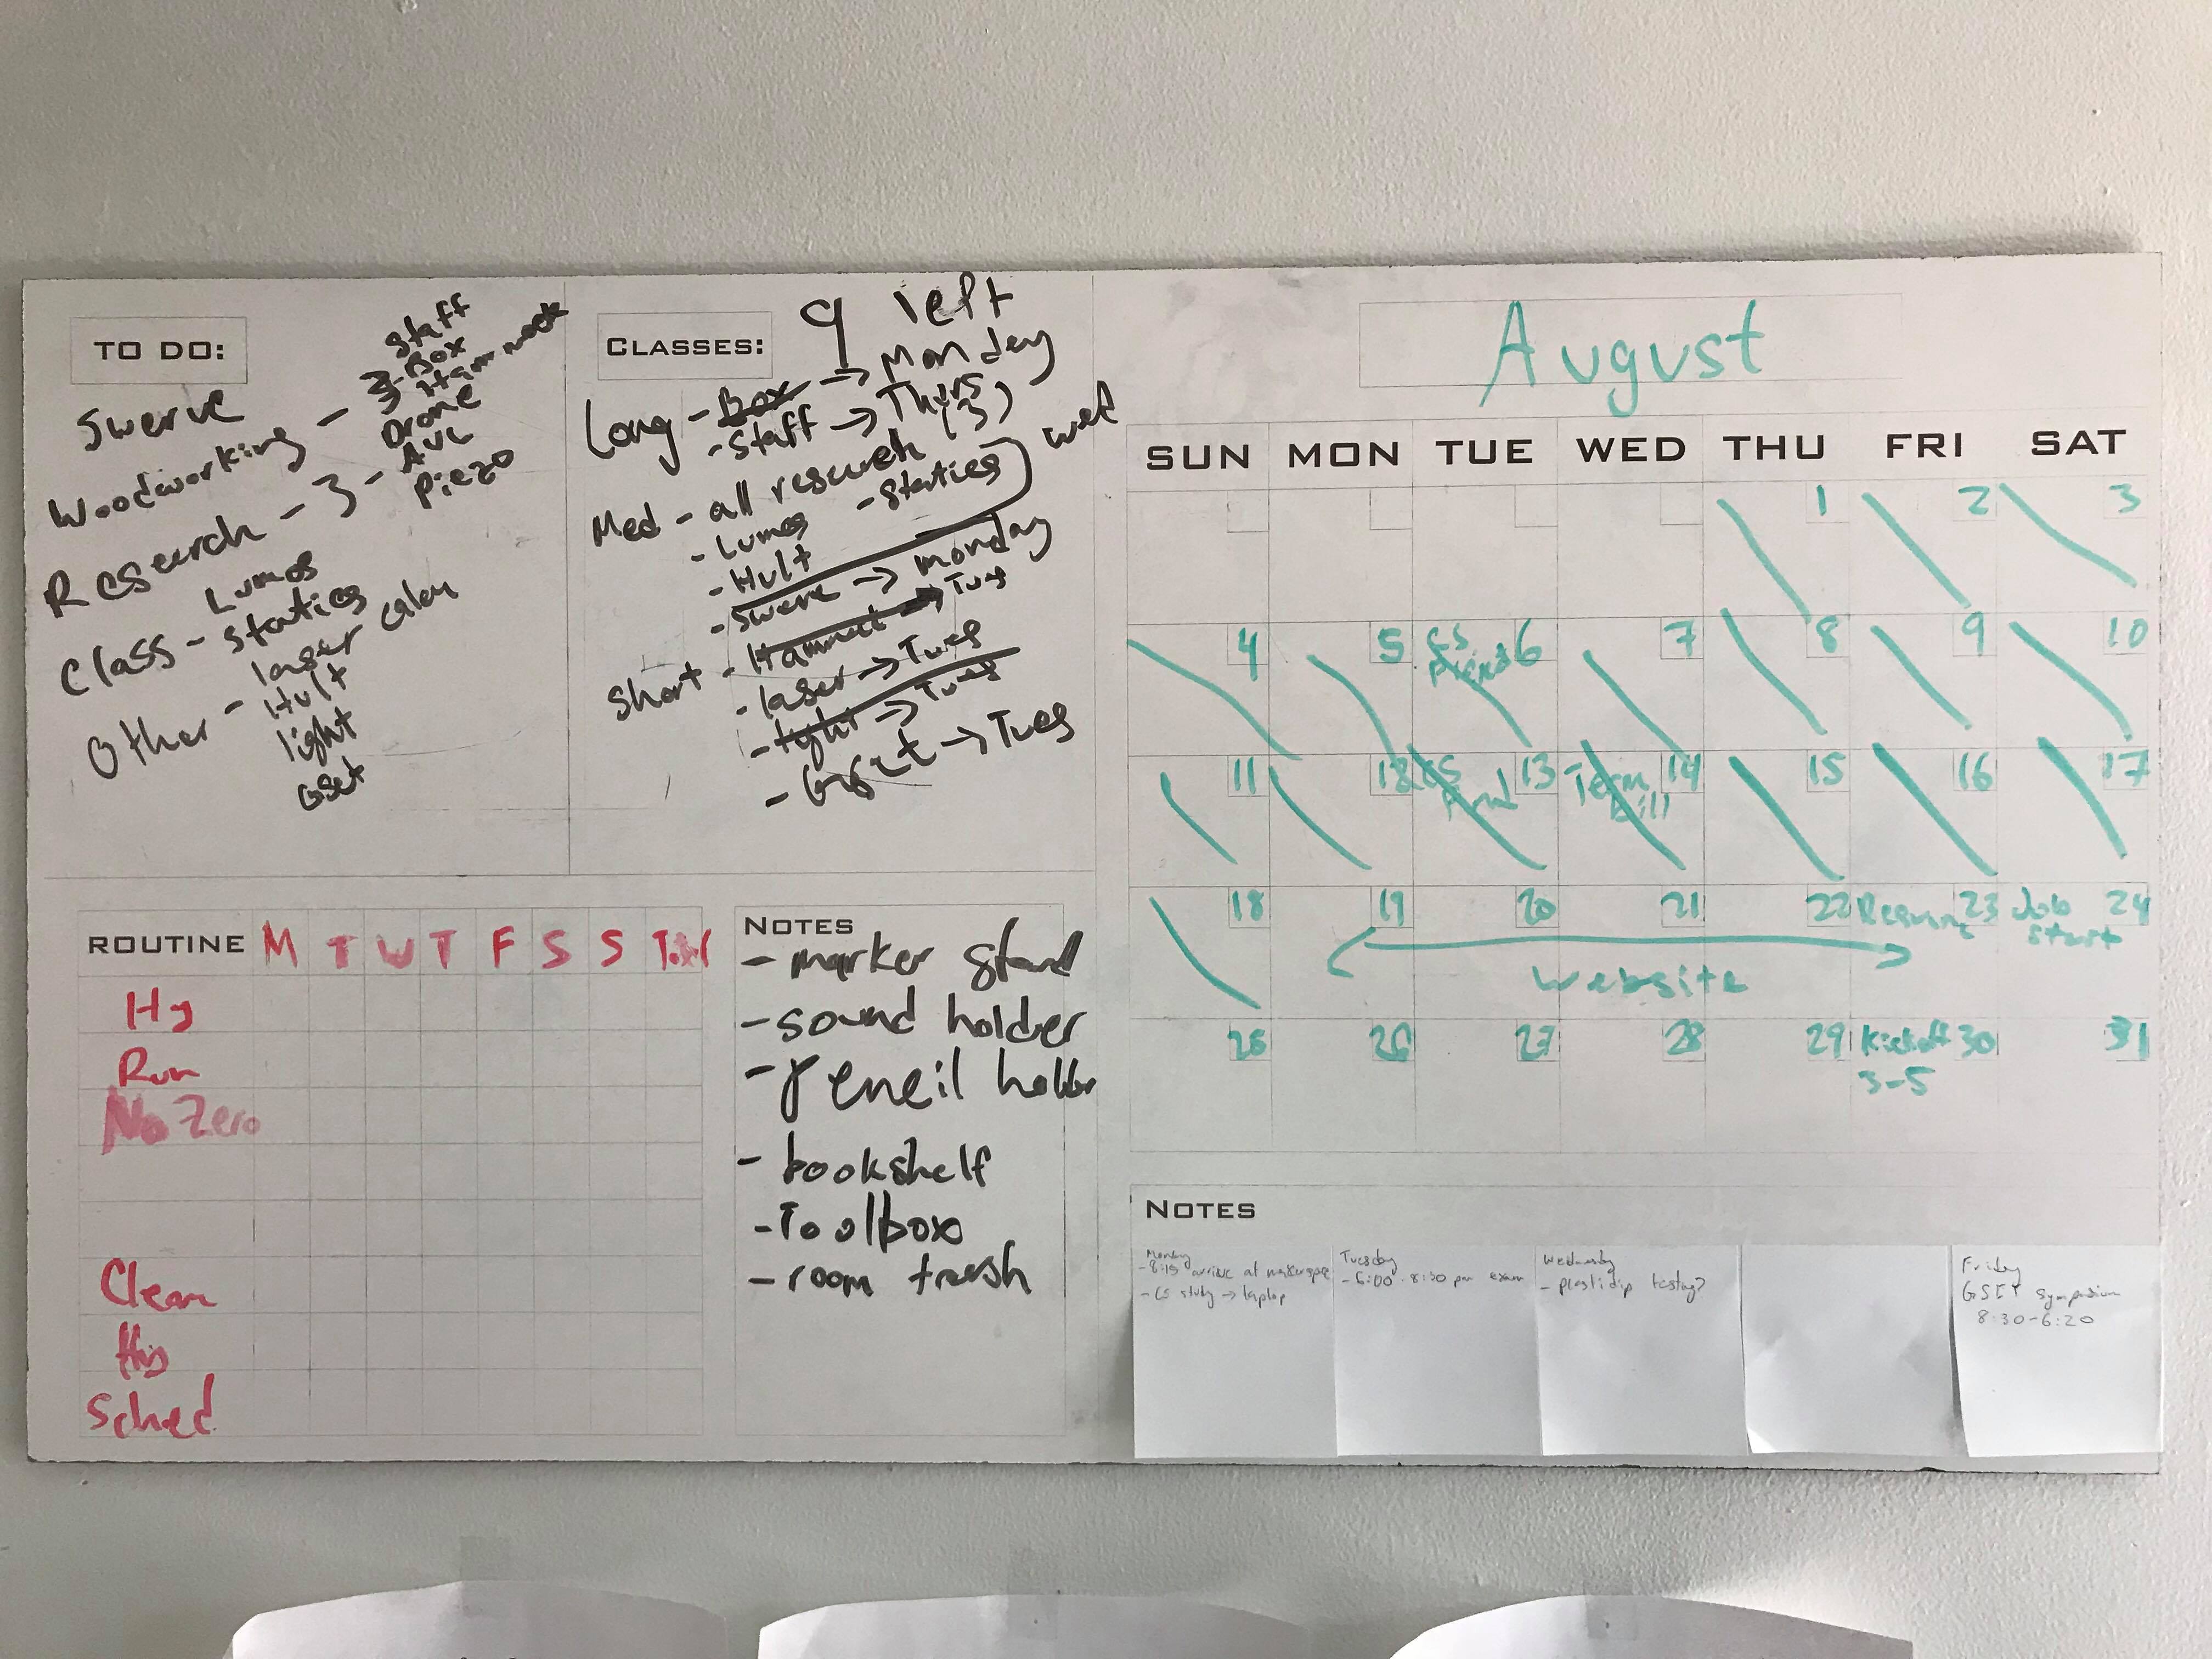 TO DO:
Swerve
Woodworking - Staff
Box
Hammock
Research - 3 - Drone
AVL
Piezo
Class - Lumos
Statics
Other - laser
Hult
light
GSet
CLASSES: 9 left
Long - Box → Monday
- Staff → Thurs
Med - all research (3)
- Lumos - Statics
wed
- Hult
- Swerve → Monday
Short - Hammock → Tues
- laser → Tues
- light → Tues
- GSET → Tues
ROUTINE M T W T F S S
Hy
Run
No Zero
Clean
Hy
Sched
NOTES
- marker stand
- sound holder
- pencil holder
- bookshelf
- Toolbox
- room trash
August
SUN MON TUE WED THU FRI SAT
1 2 3
4 5 CS 6 7 8 9 10
11 12 CS 13 Term bill 14 15 16 17
18 19 20 21 22 Resume 23 Job start 24
website
25 26 27 28 29 Kickoff 30 31
3-5
NOTES
Monday
- 8:15 arrive at makerspace
- CS study → laptop
Tuesday
- 6:00 - 8:30 pm exam
Wednesday
- plastidip testing?
Friday
GSET symposium
8:30-6:20